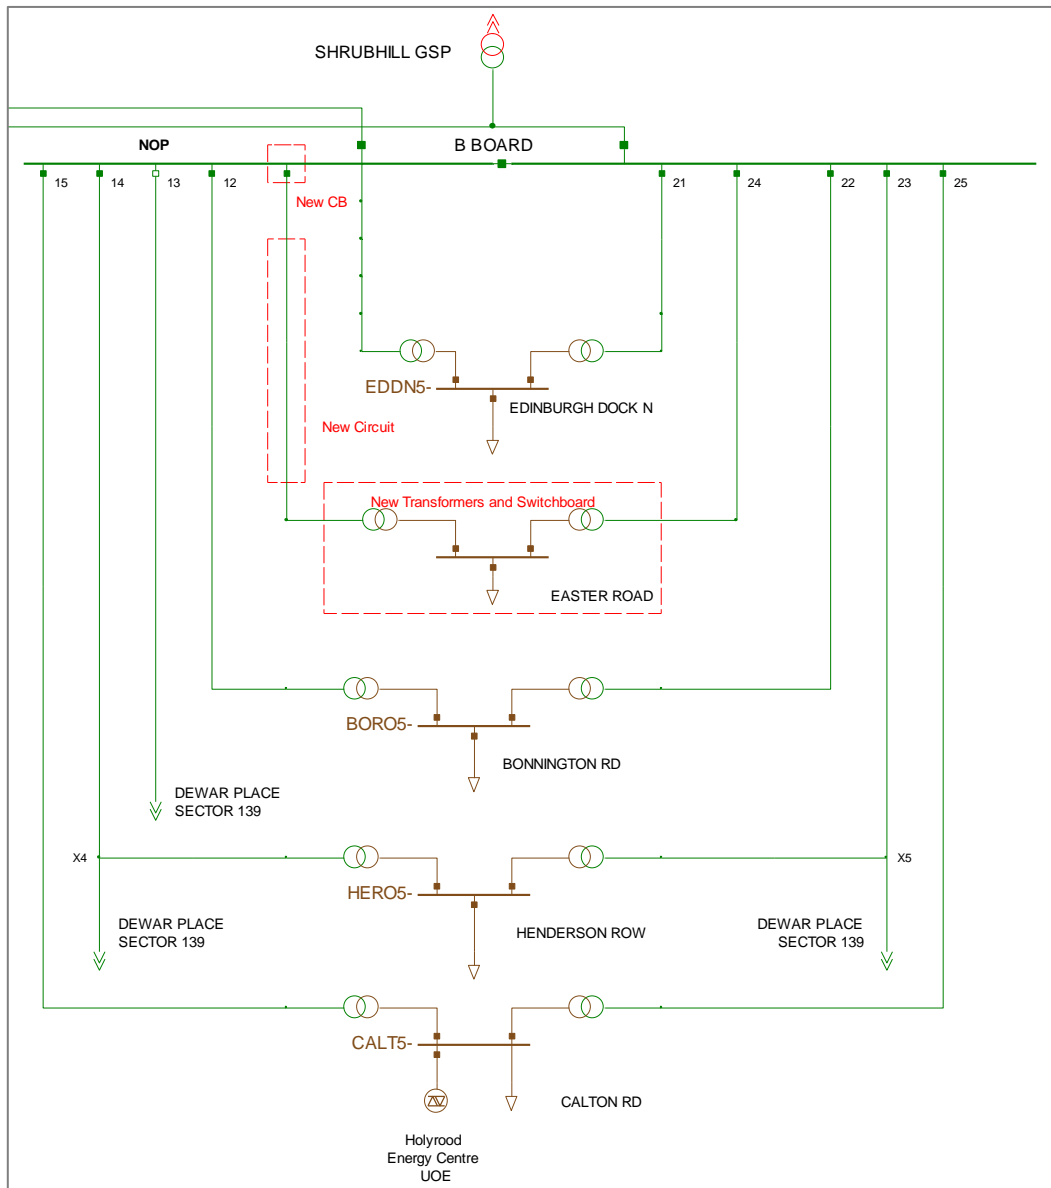 SHRUBHILL GSP
NOP
B BOARD
15
14
13
12
21
24
22
23
25
New CB
EDDN5-
EDINBURGH DOCK N
New Circuit
New Transformers and Switchboard
EASTER ROAD
BORO5-
BONNINGTON RD
DEWAR PLACE
SECTOR 139
X4
X5
HERO5-
HENDERSON ROW
DEWAR PLACE
SECTOR 139
DEWAR PLACE
SECTOR 139
CALT5-
CALTON RD
Holyrood
Energy Centre
UOE